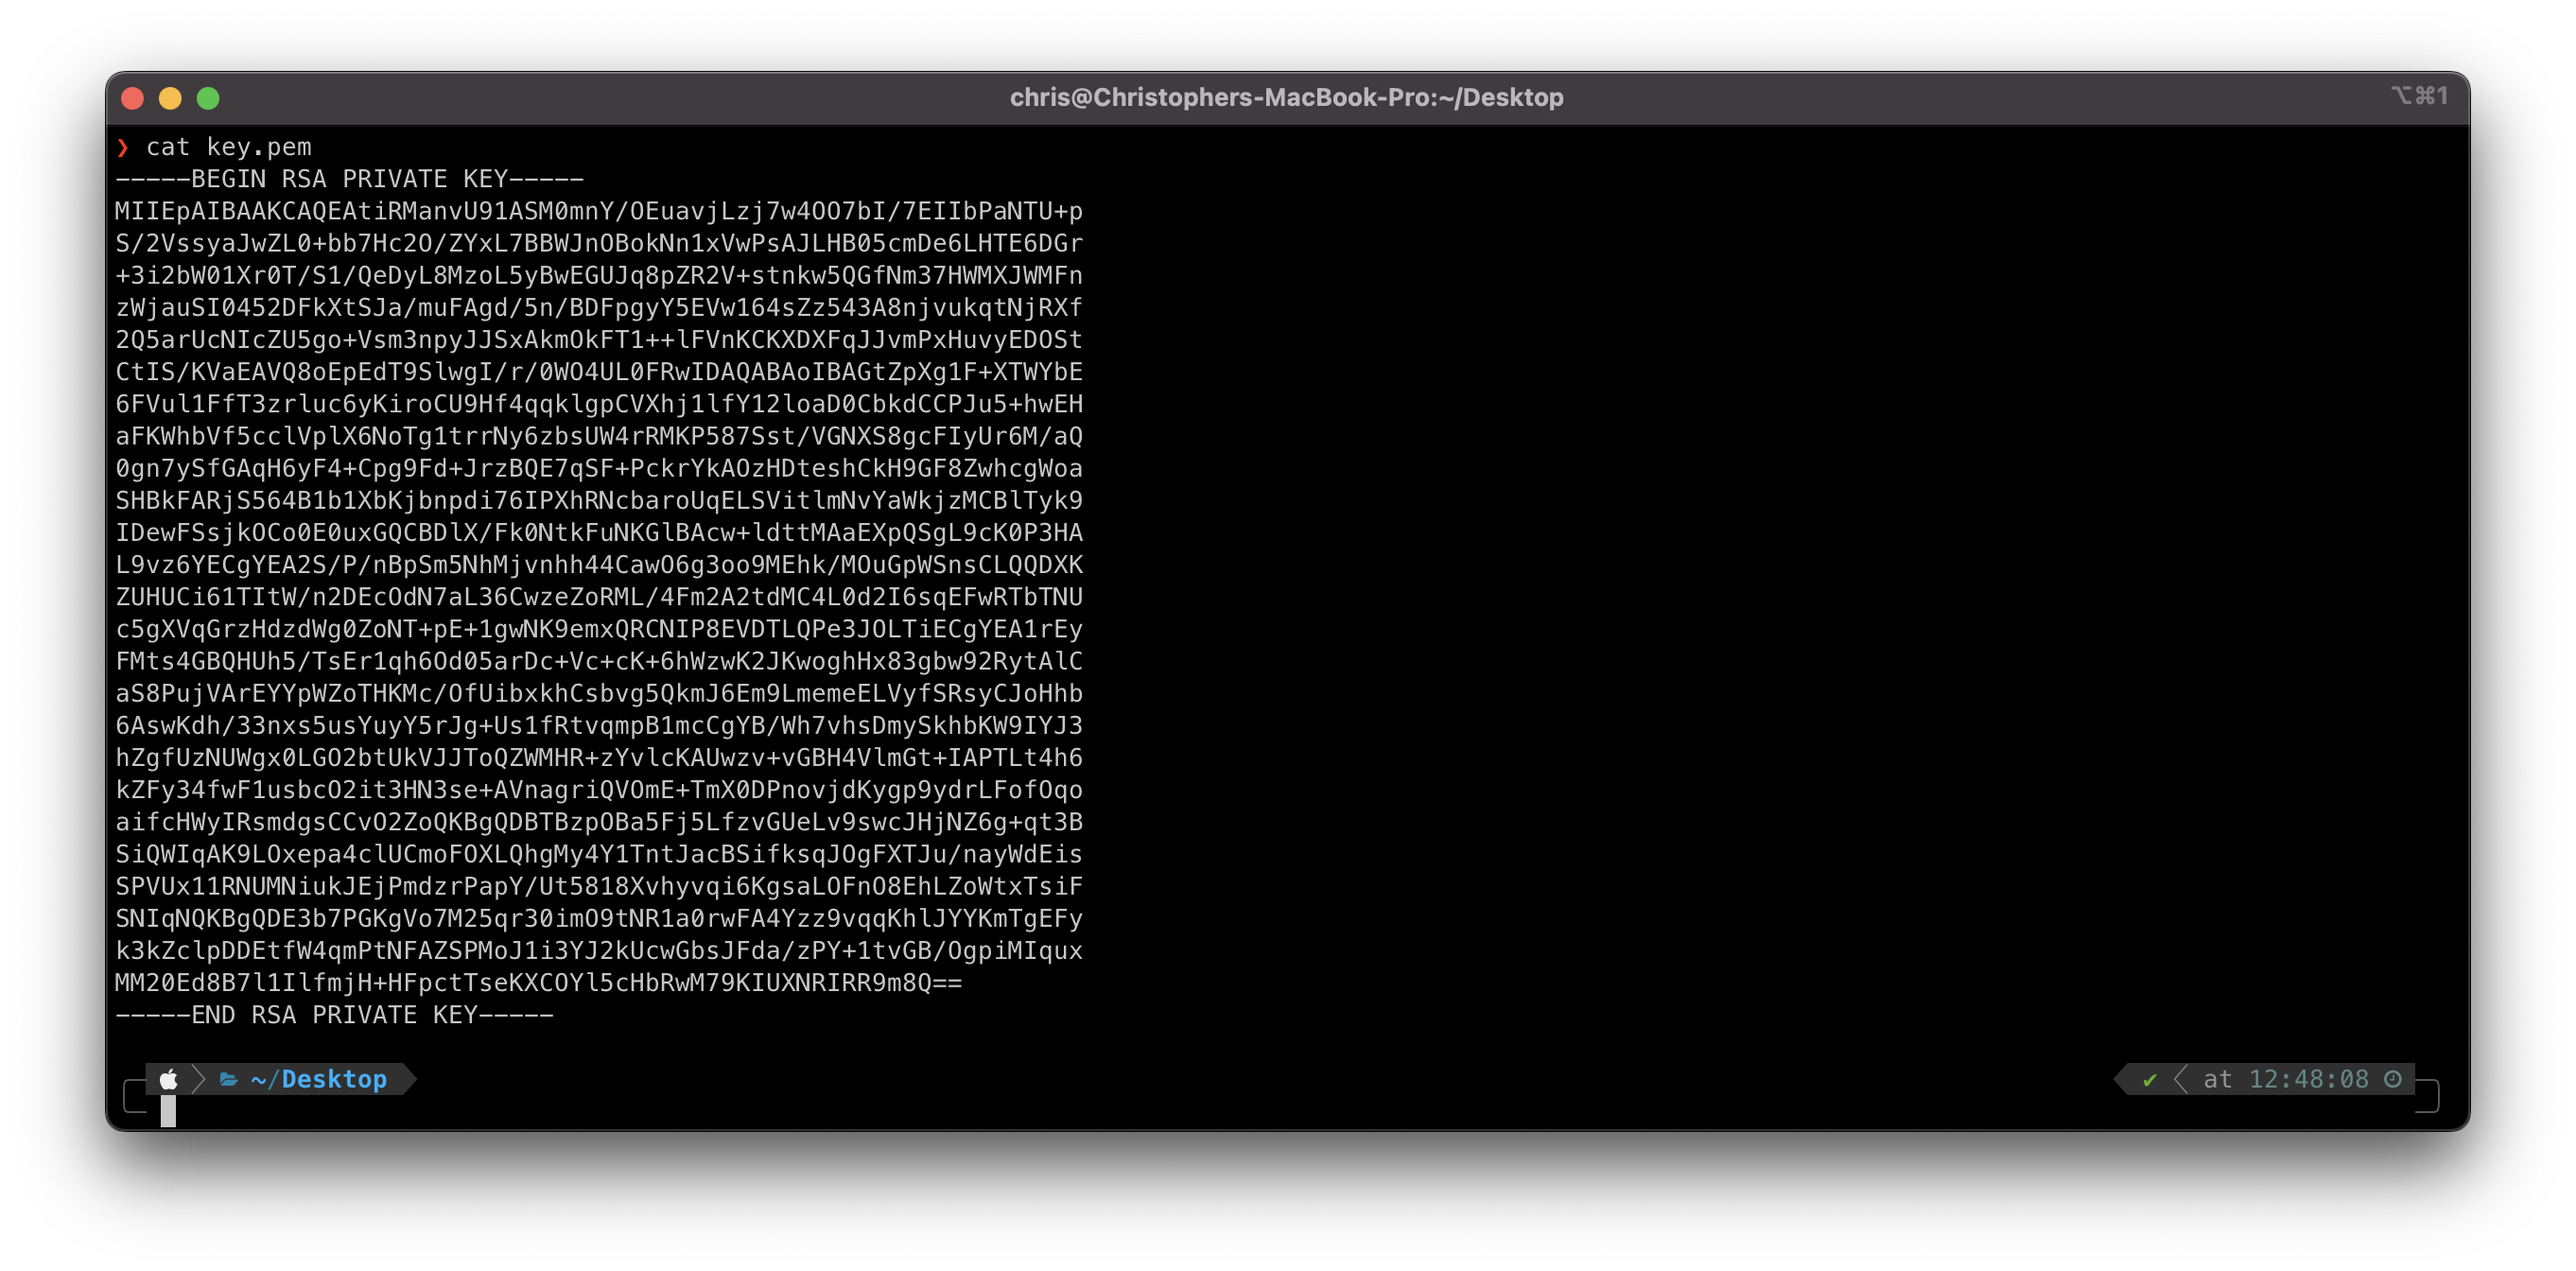 chris@Christophers-MacBook-Pro:~/Desktop
⌥⌘1
❯ cat key.pem
-----BEGIN RSA PRIVATE KEY-----
MIIEpAIBAAKCAQEAtiRManvU91ASM0mnY/OEuavjLzj7w4OO7bI/7EIIbPaNTU+p
S/2VssyaJwZL0+bb7Hc2O/ZYxL7BBWJnOBokNn1xVwPsAJLHB05cmDe6LHTE6DGr
+3i2bW01Xr0T/S1/QeDyL8MzoL5yBwEGUJq8pZR2V+stnkw5QGfNm37HWMXJWMFn
zWjauSI0452DFkXtSJa/muFAgd/5n/BDFpgyY5EVw164sZz543A8njvukqtNjRXf
2Q5arUcNIcZU5go+Vsm3npyJJSxAkmOkFT1++lFVnKCKXDXFqJJvmPxHuvyEDOSt
CtIS/KVaEAVQ8oEpEdT9SlwgI/r/0WO4UL0FRwIDAQABAoIBAGtZpXg1F+XTWYbE
6FVul1FfT3zrluc6yKiroCU9Hf4qqklgpCVXhj1lfY12loaD0CbkdCCPJu5+hwEH
aFKWhbVf5cclVplX6NoTg1trrNy6zbsUW4rRMKP587Sst/VGNXS8gcFIyUr6M/aQ
0gn7ySfGAqH6yF4+Cpg9Fd+JrzBQE7qSF+PckrYkAOzHDteshCkH9GF8ZwhcgWoa
SHBkFARjS564B1b1XbKjbnpdi76IPXhRNcbaroUqELSVitlmNvYaWkjzMCBlTyk9
IDewFSsjkOCo0E0uxGQCBDlX/Fk0NtkFuNKGlBAcw+ldttMAaEXpQSgL9cK0P3HA
L9vz6YECgYEA2S/P/nBpSm5NhMjvnhh44CawO6g3oo9MEhk/MOuGpWSnsCLQQDXK
ZUHUCi61TItW/n2DEcOdN7aL36CwzeZoRML/4Fm2A2tdMC4L0d2I6sqEFwRTbTNU
c5gXVqGrzHdzdWg0ZoNT+pE+1gwNK9emxQRCNIP8EVDTLQPe3JOLTiECgYEA1rEy
FMts4GBQHUh5/TsEr1qh6Od05arDc+Vc+cK+6hWzwK2JKwoghHx83gbw92RytAlC
aS8PujVArEYYpWZoTHKMc/OfUibxkhCsbvg5QkmJ6Em9LmemeELVyfSRsyCJoHhb
6AswKdh/33nxs5usYuyY5rJg+Us1fRtvqmpB1mcCgYB/Wh7vhsDmySkhbKW9IYJ3
hZgfUzNUWgx0LGO2btUkVJJToQZWMHR+zYvlcKAUwzv+vGBH4VlmGt+IAPTLt4h6
kZFy34fwF1usbcO2it3HN3se+AVnagriQVOmE+TmX0DPnovjdKygp9ydrLFofOqo
aifcHWyIRsmdgsCCvO2ZoQKBgQDBTBzpOBa5Fj5LfzvGUeLv9swcJHjNZ6g+qt3B
SiQWIqAK9LOxepa4clUCmoFOXLQhgMy4Y1TntJacBSifksqJOgFXTJu/nayWdEis
SPVUx11RNUMNiukJEjPmdzrPapY/Ut5818Xvhyvqi6KgsaLOFnO8EhLZoWtxTsiF
SNIqNQKBgQDE3b7PGKgVo7M25qr30imO9tNR1a0rwFA4Yzz9vqqKhlJYYKmTgEFy
k3kZclpDDEtfW4qmPtNFAZSPMoJ1i3YJ2kUcwGbsJFda/zPY+1tvGB/OgpiMIqux
MM20Ed8B7l1IlfmjH+HFpctTseKXCOYl5cHbRwM79KIUXNRIRR9m8Q==
-----END RSA PRIVATE KEY-----
~/Desktop
✔ at 12:48:08